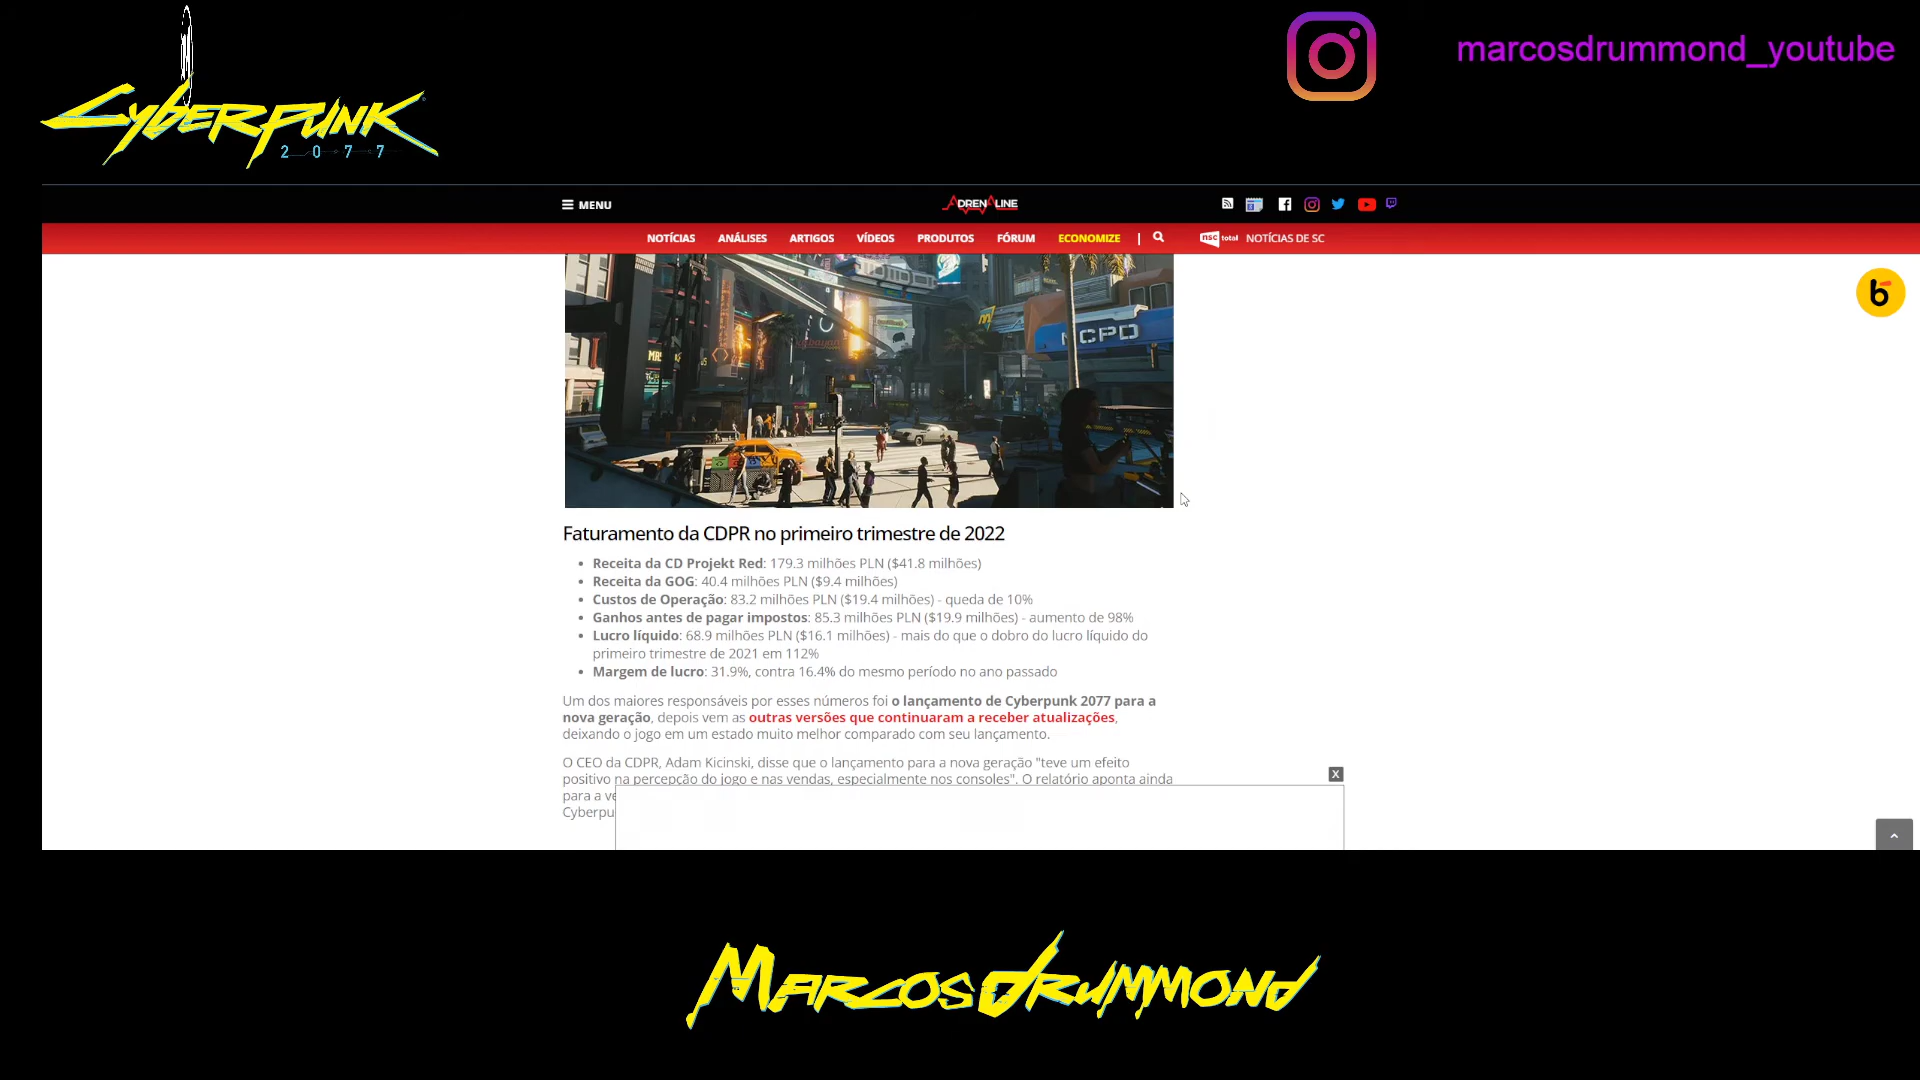 CYBERPUNK
2077
marcosdrummond_youtube
MENU
ADRENALINE
NOTÍCIAS ANÁLISES ARTIGOS VÍDEOS PRODUTOS FÓRUM ECONOMIZE | nsc total NOTÍCIAS DE SC
NCPD
Faturamento da CDPR no primeiro trimestre de 2022
• Receita da CD Projekt Red: 179.3 milhões PLN ($41.8 milhões)
• Receita da GOG: 40.4 milhões PLN ($9.4 milhões)
• Custos de Operação: 83.2 milhões PLN ($19.4 milhões) - queda de 10%
• Ganhos antes de pagar impostos: 85.3 milhões PLN ($19.9 milhões) - aumento de 98%
• Lucro líquido: 68.9 milhões PLN ($16.1 milhões) - mais do que o dobro do lucro líquido do
primeiro trimestre de 2021 em 112%
• Margem de lucro: 31.9%, contra 16.4% do mesmo período no ano passado
Um dos maiores responsáveis por esses números foi o lançamento de Cyberpunk 2077 para a
nova geração, depois vem as outras versões que continuaram a receber atualizações,
deixando o jogo em um estado muito melhor comparado com seu lançamento.
O CEO da CDPR, Adam Kicinski, disse que o lançamento para a nova geração "teve um efeito
positivo na percepção do jogo e nas vendas, especialmente nos consoles". O relatório aponta ainda
para a ve
Cyberpu
X
MARCOS DRUMMOND